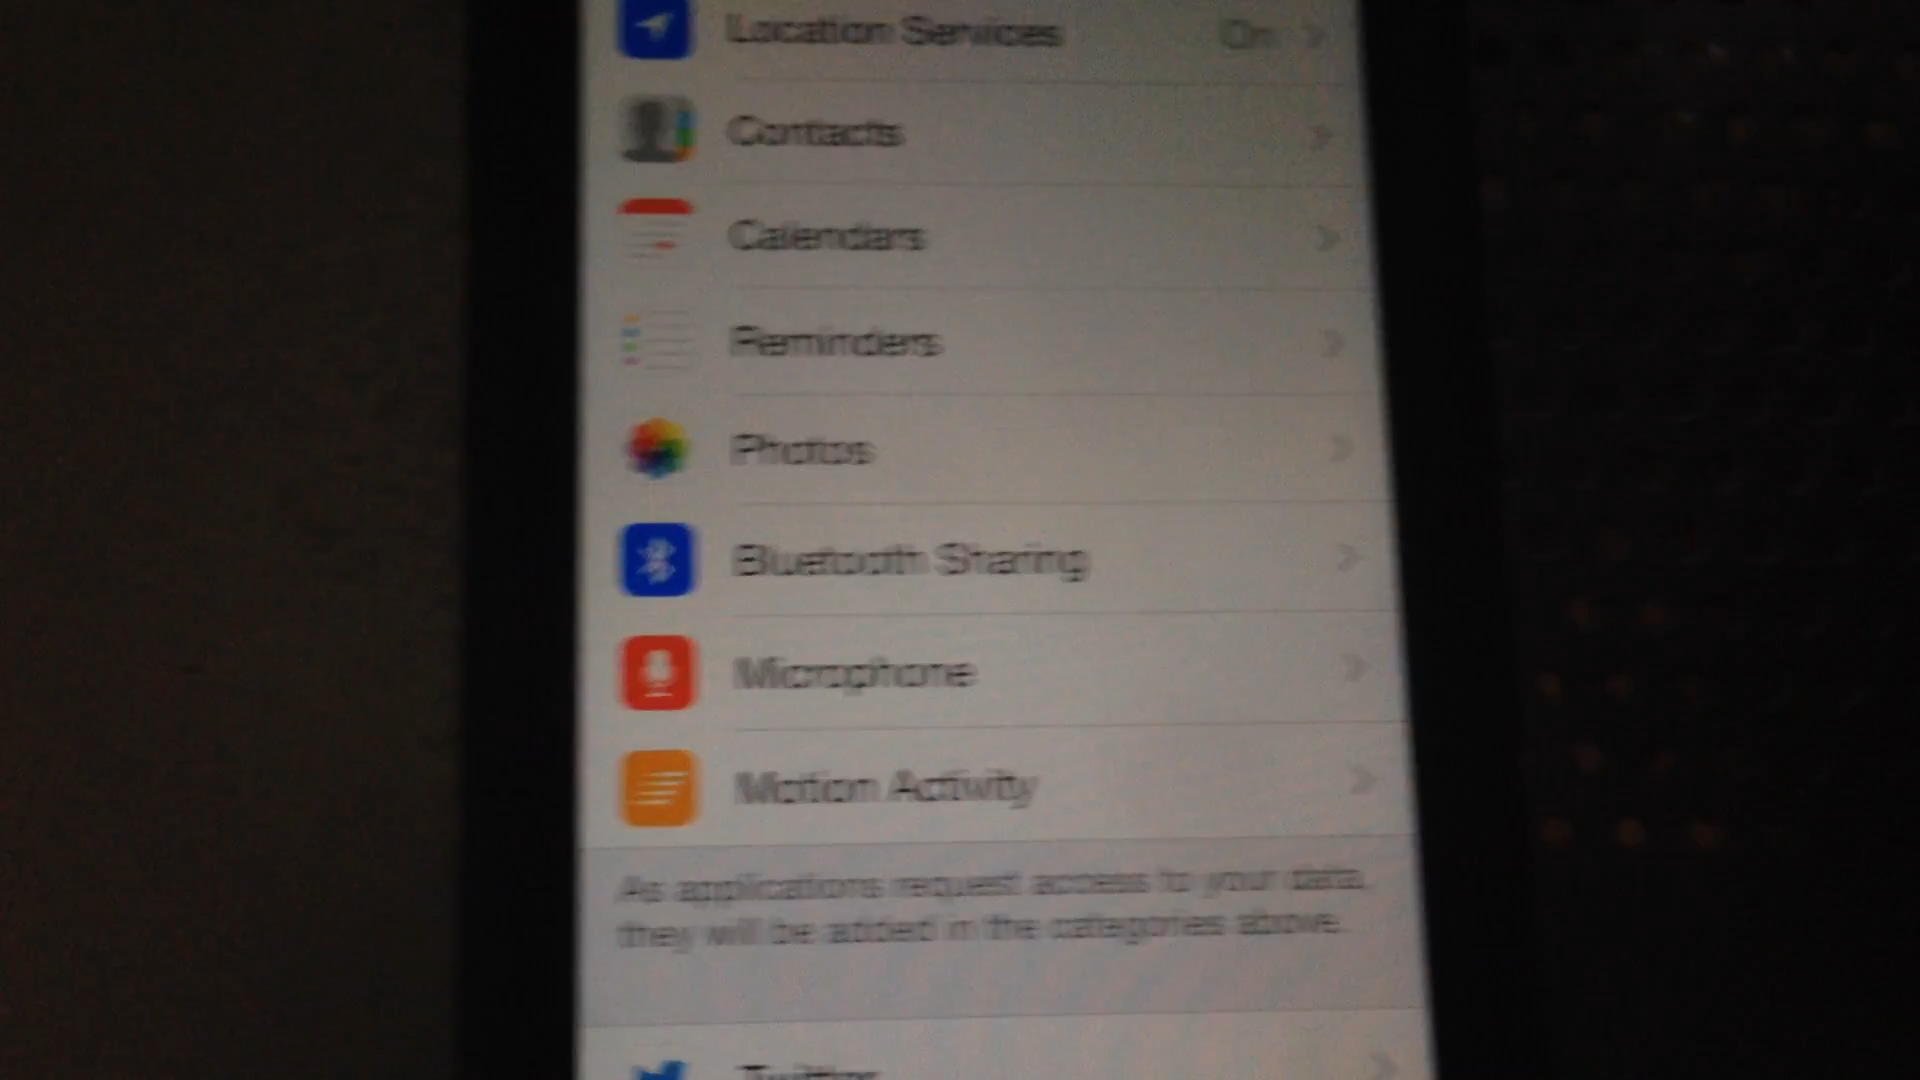 Location Services On
Contacts
Calendars
Reminders
Photos
Bluetooth Sharing
Microphone
Motion Activity
As applications request access to your data,
they will be added in the categories above.
Twitter